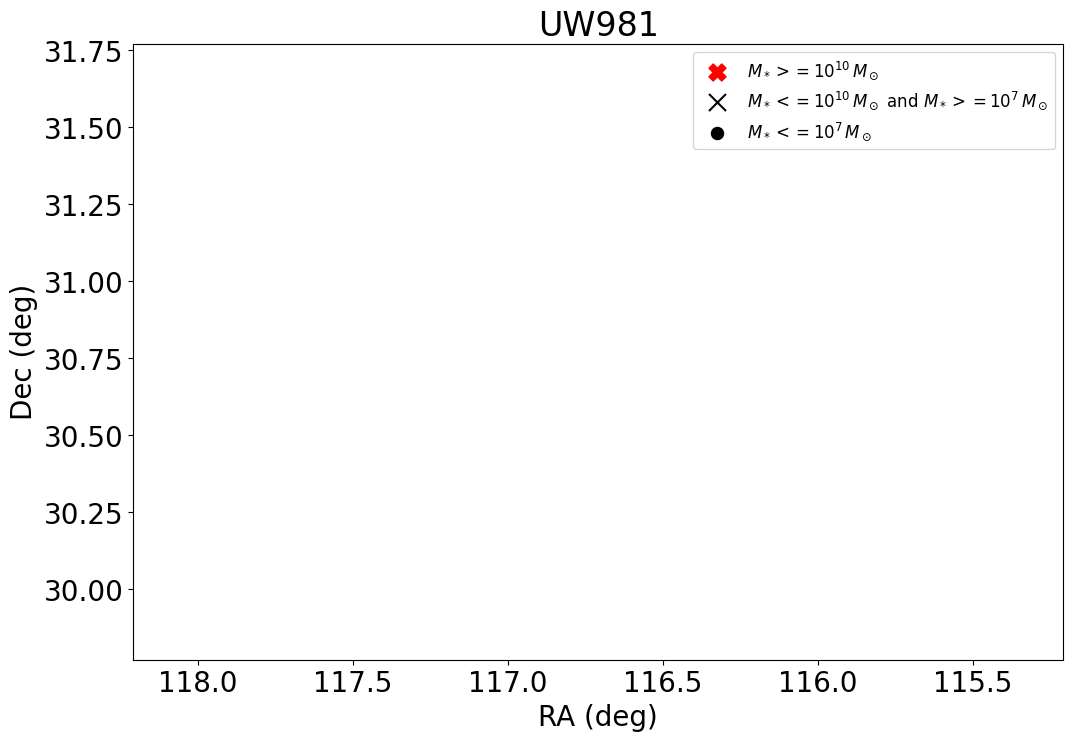 UW981
31.75
31.50
31.25
31.00
30.75
30.50
30.25
30.00
Dec (deg)
M* >= 10^10 M⊙
M* <= 10^10 M⊙ and M* >= 10^7 M⊙
M* <= 10^7 M⊙
118.0 117.5 117.0 116.5 116.0 115.5
RA (deg)